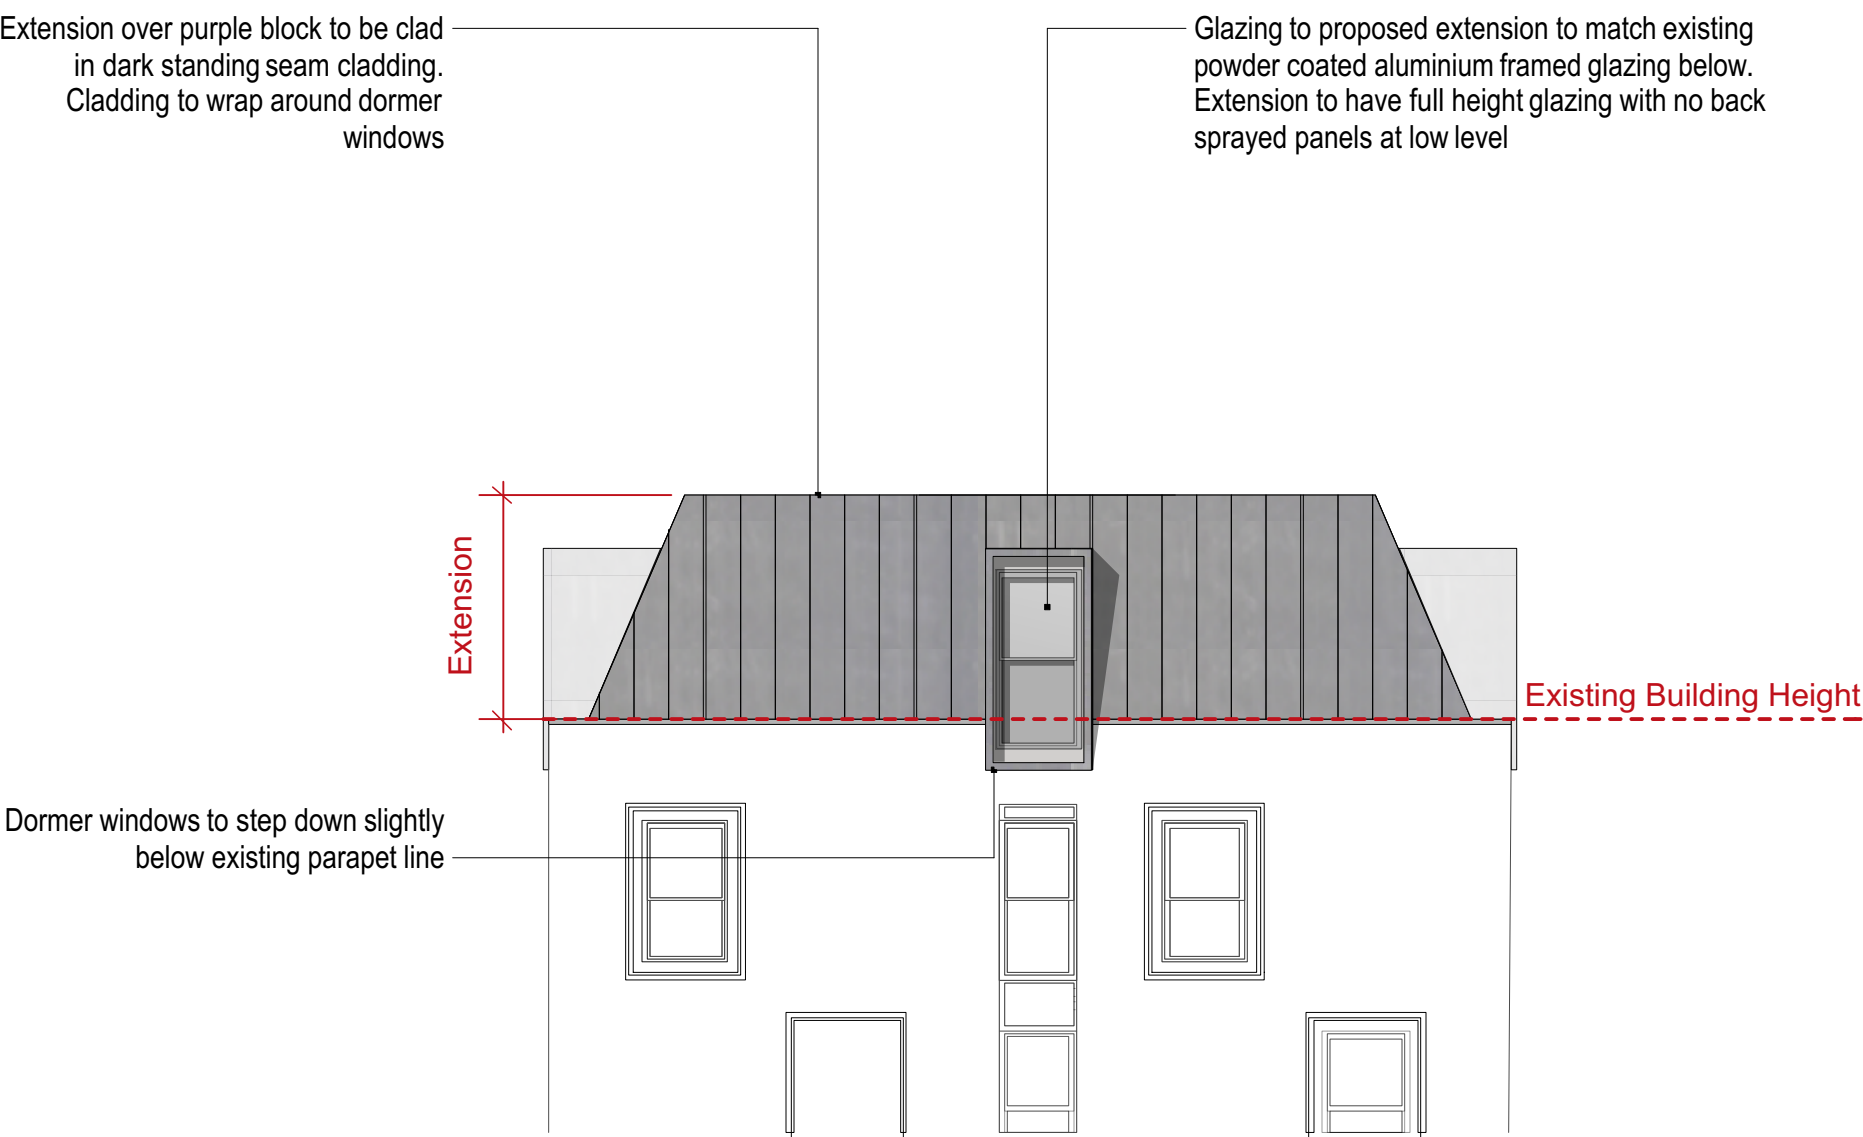 Extension over purple block to be clad
in dark standing seam cladding.
Cladding to wrap around dormer
windows
Glazing to proposed extension to match existing
powder coated aluminium framed glazing below.
Extension to have full height glazing with no back
sprayed panels at low level
Extension
Existing Building Height
Dormer windows to step down slightly
below existing parapet line